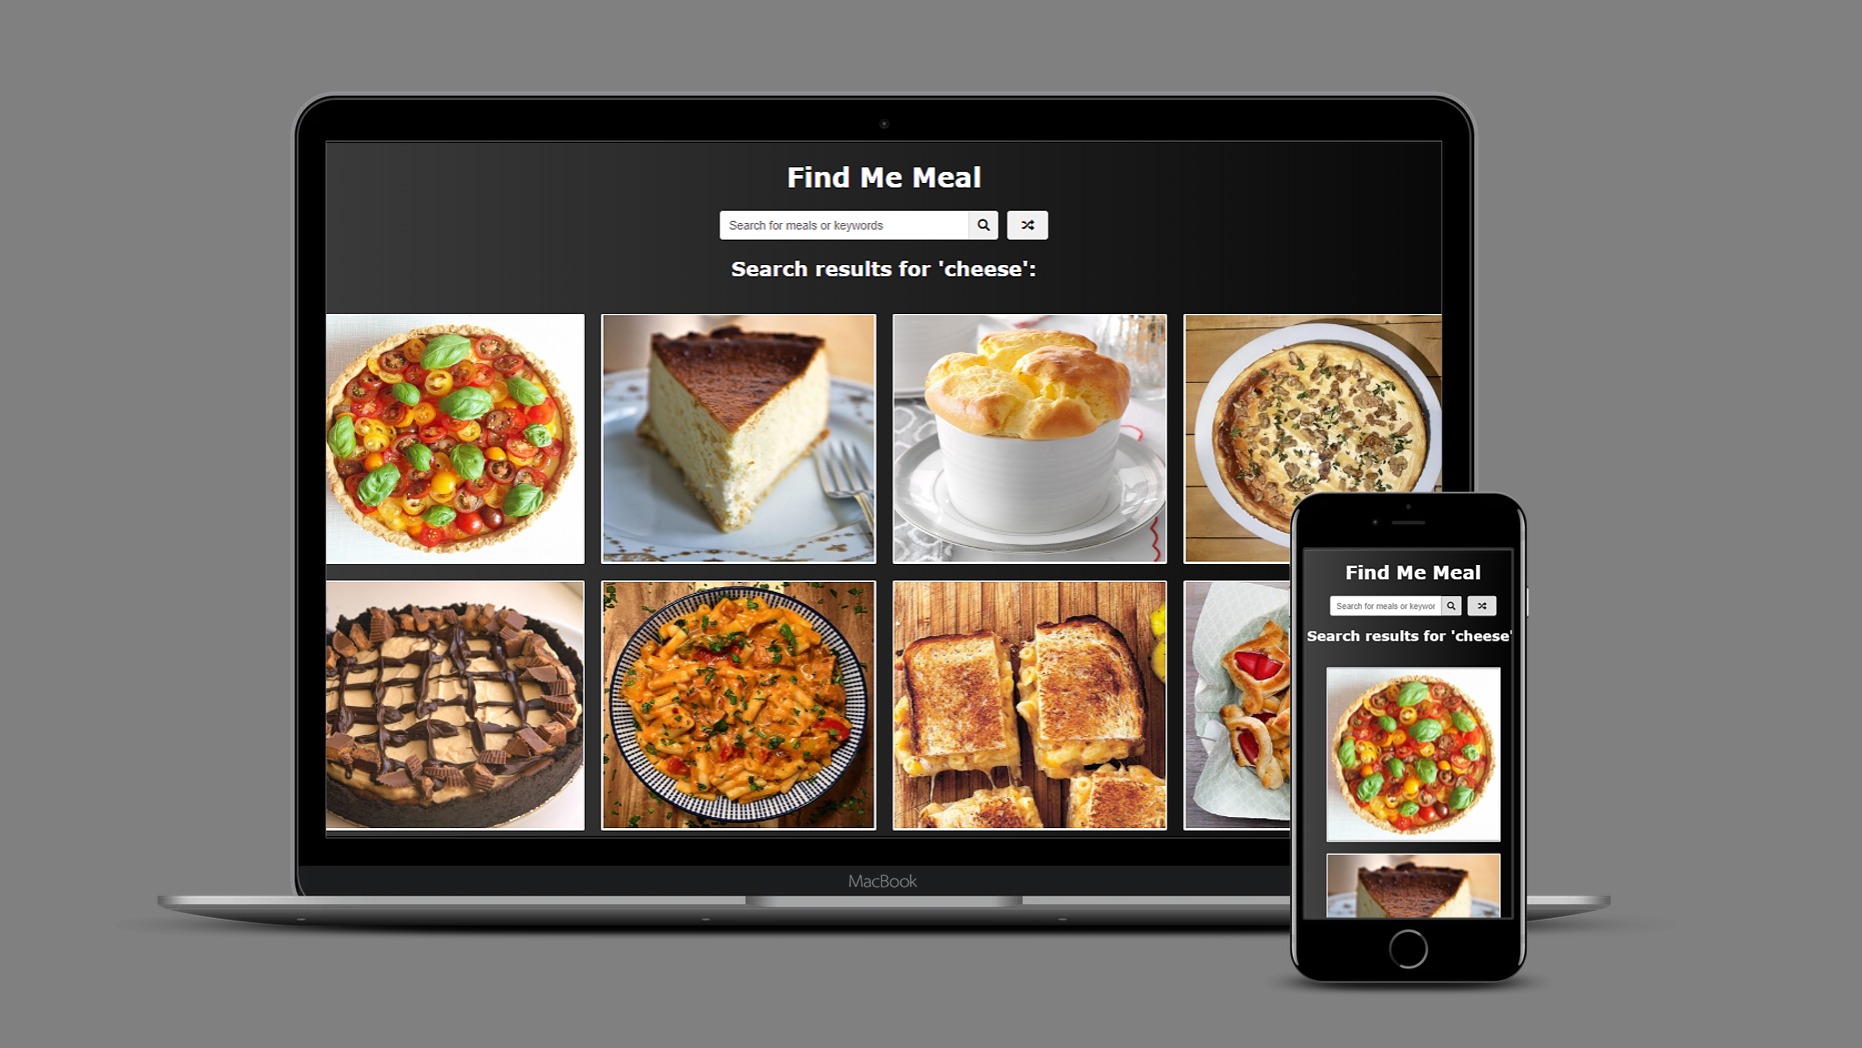 Find Me Meal
Search for meals or keywords
Search results for 'cheese':
MacBook
Find Me Meal
Search for meals or keywor
Search results for 'cheese'